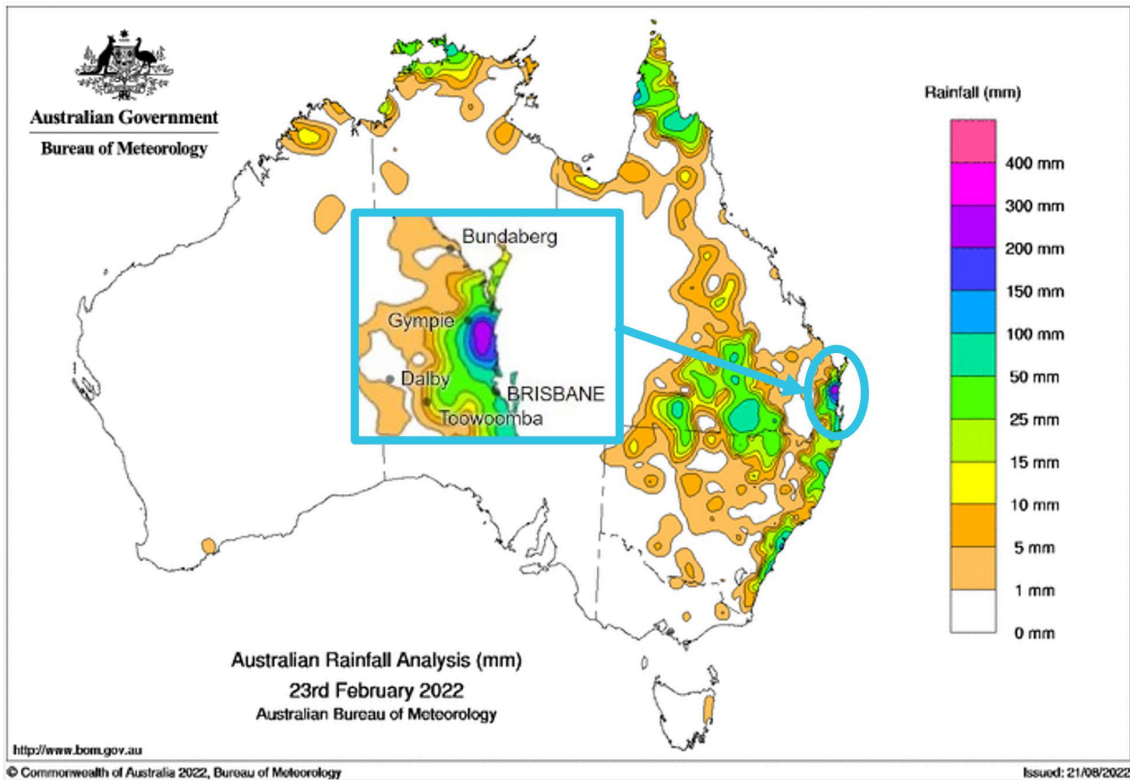 Australian Government
Bureau of Meteorology
Rainfall (mm)
400 mm
300 mm
200 mm
150 mm
100 mm
50 mm
25 mm
15 mm
10 mm
5 mm
1 mm
0 mm
Bundaberg
Gympie
Dalby
BRISBANE
Toowoomba
Australian Rainfall Analysis (mm)
23rd February 2022
Australian Bureau of Meteorology
http://www.bom.gov.au
© Commonwealth of Australia 2022, Bureau of Meteorology
Issued: 21/08/2022